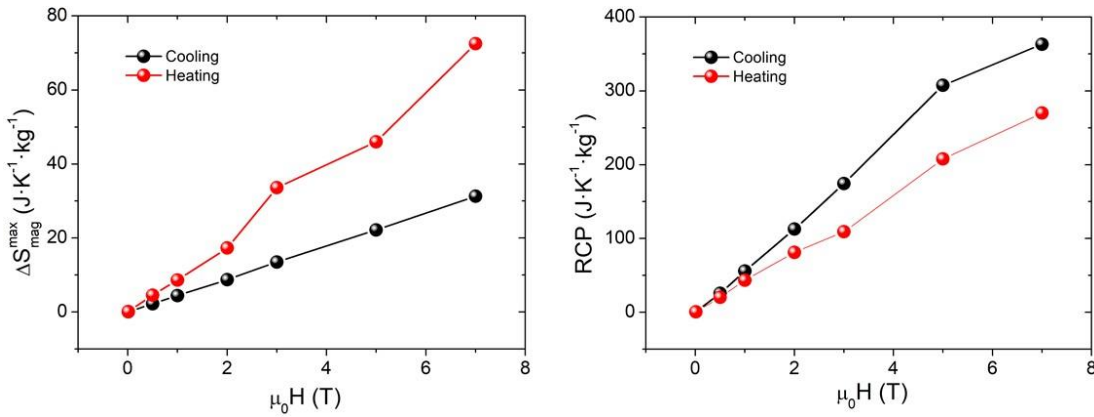 80
60
40
20
0
0
2
4
6
8
Cooling
Heating
ΔS_mag^max (J·K⁻¹·kg⁻¹)
μ₀H (T)
400
300
200
100
0
0
2
4
6
8
Cooling
Heating
RCP (J·K⁻¹·kg⁻¹)
μ₀H (T)